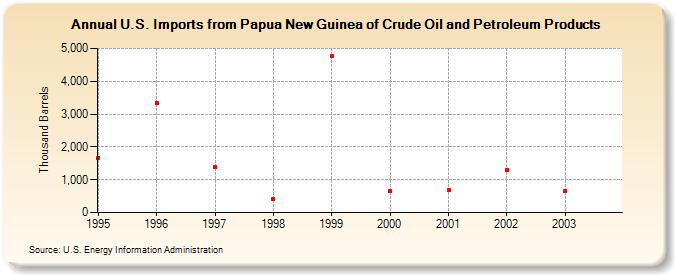 Annual U.S. Imports from Papua New Guinea of Crude Oil and Petroleum Products
Thousand Barrels
5,000
4,000
3,000
2,000
1,000
0
1995 1996 1997 1998 1999 2000 2001 2002 2003
Source: U.S. Energy Information Administration